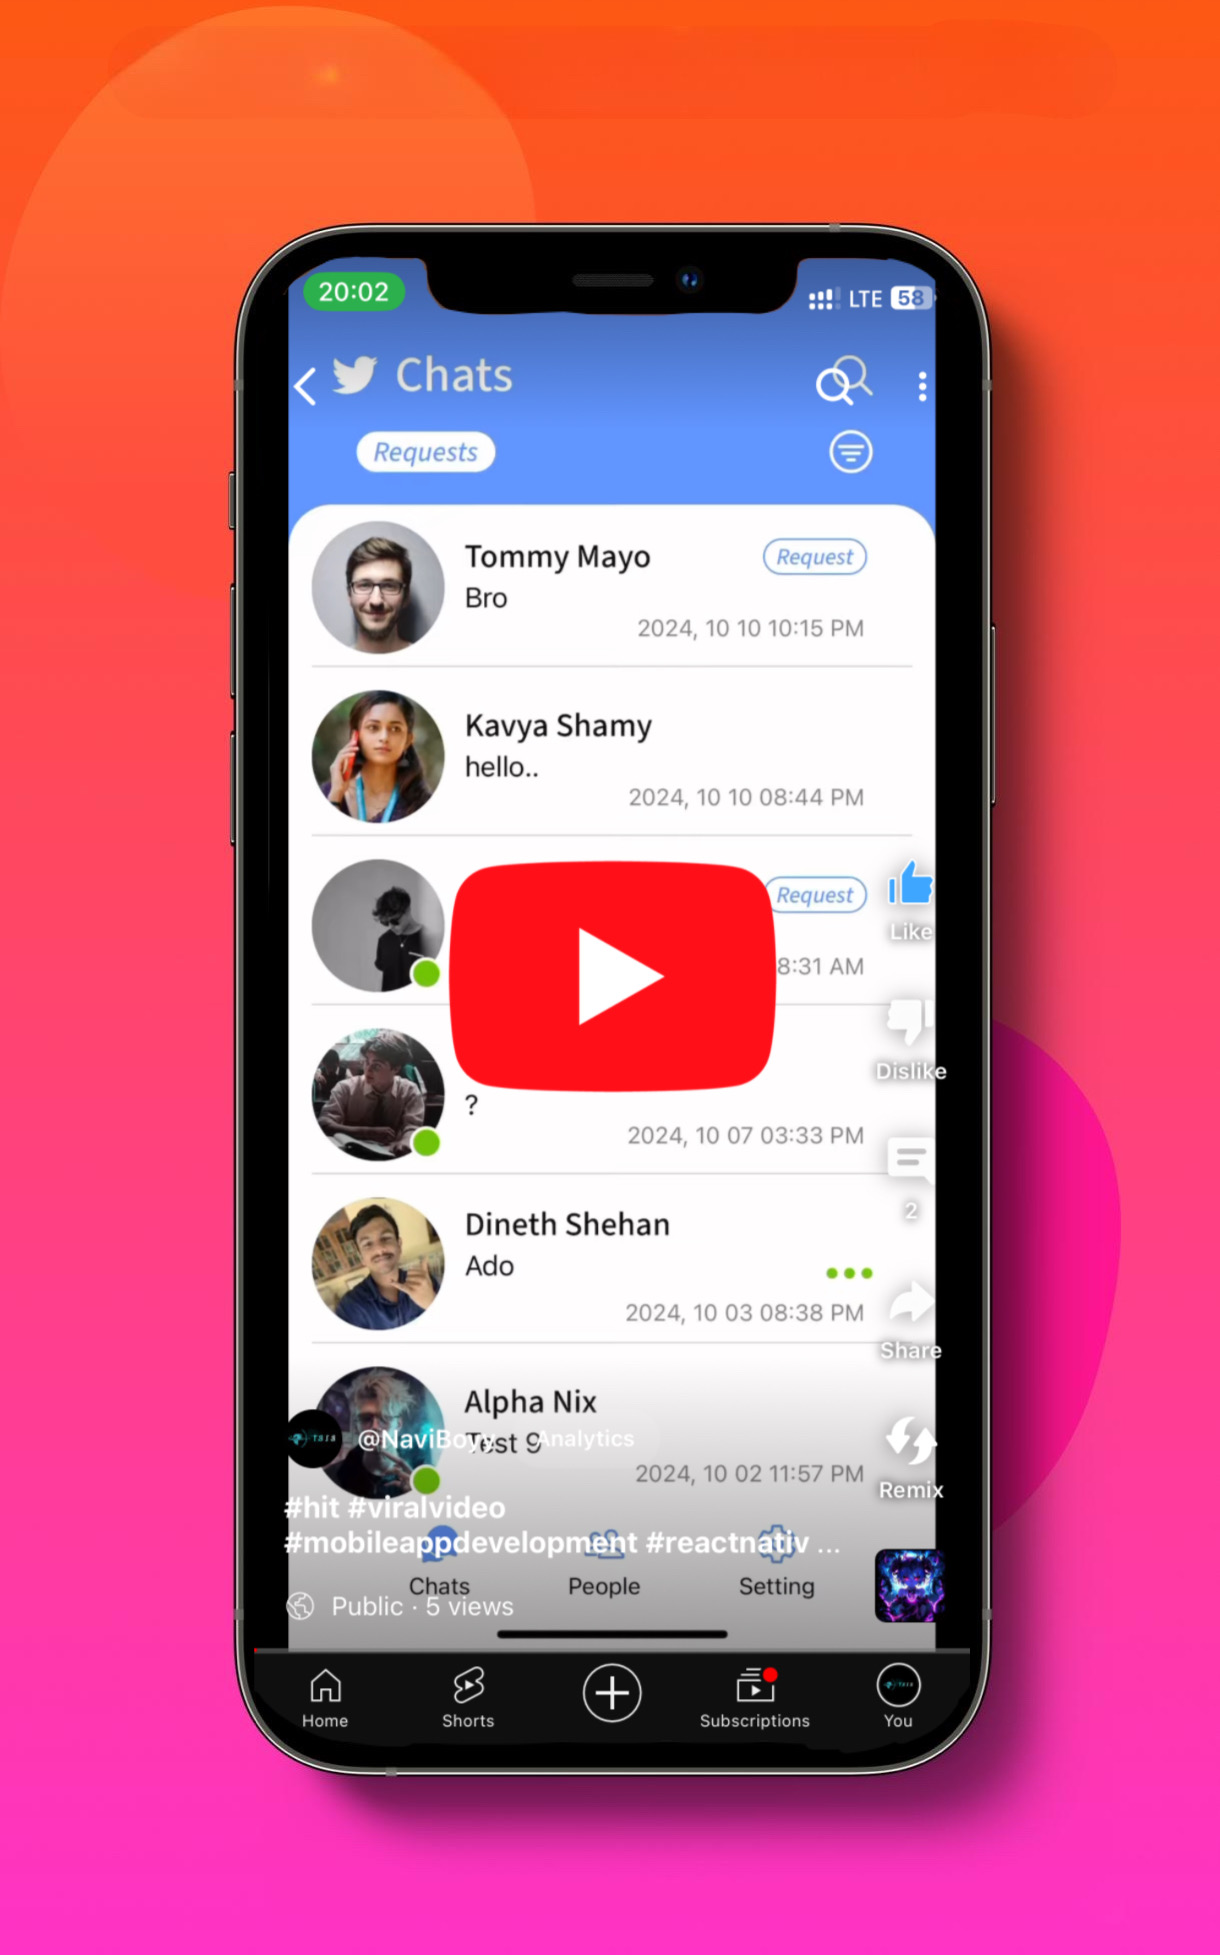 20:02
LTE 58
Chats
Requests
Tommy Mayo
Request
Bro
2024, 10 10 10:15 PM
Kavya Shamy
hello..
2024, 10 10 08:44 PM
Request
Like
8:31 AM
Dislike
?
2024, 10 07 03:33 PM
2
Dineth Shehan
Ado
2024, 10 03 08:38 PM
Share
Alpha Nix
@NaviBoyy
Test 9
Analytics
2024, 10 02 11:57 PM
Remix
#hit #viralvideo
#mobileappdevelopment #reactnativ ...
Chats
People
Setting
Public · 5 views
Home
Shorts
Subscriptions
You